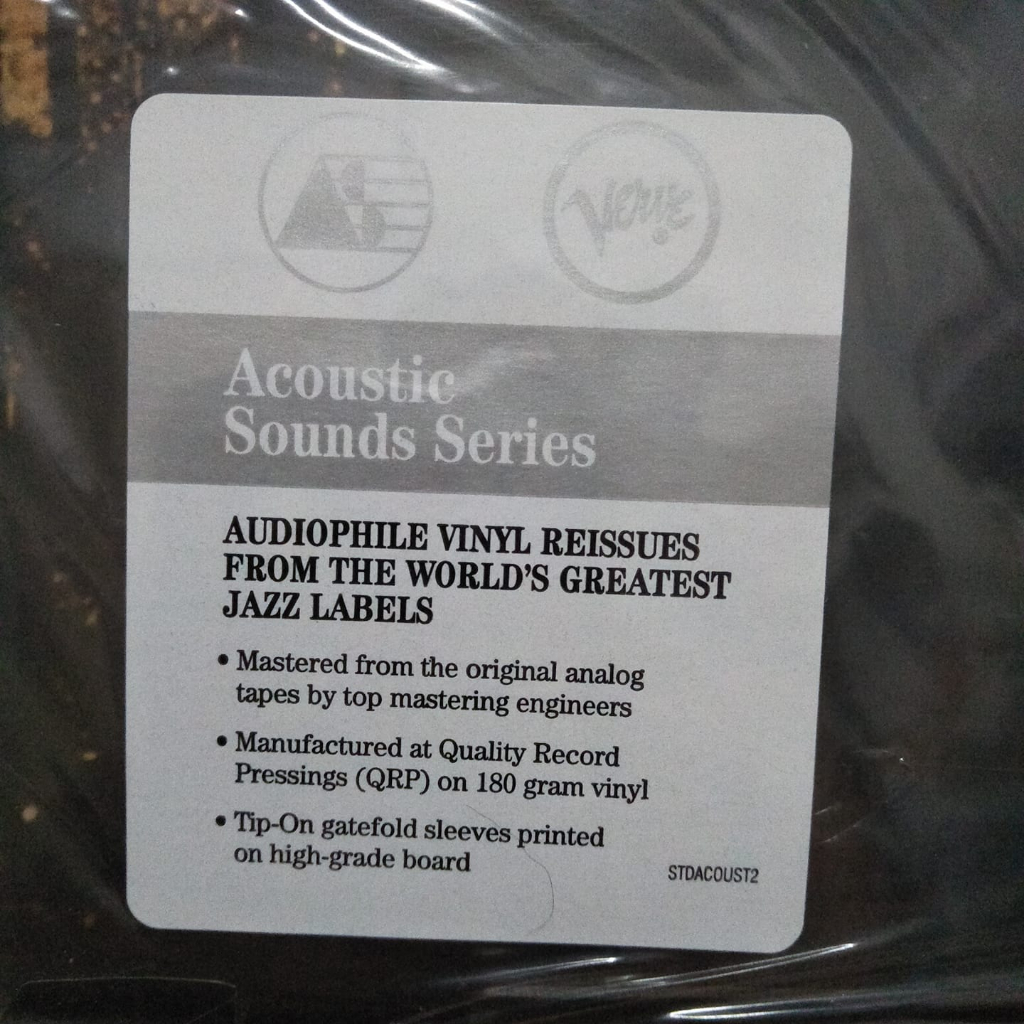 AS
Verve
Acoustic
Sounds Series
AUDIOPHILE VINYL REISSUES
FROM THE WORLD'S GREATEST
JAZZ LABELS
• Mastered from the original analog
tapes by top mastering engineers
• Manufactured at Quality Record
Pressings (QRP) on 180 gram vinyl
• Tip-On gatefold sleeves printed
on high-grade board
STDACOUST2